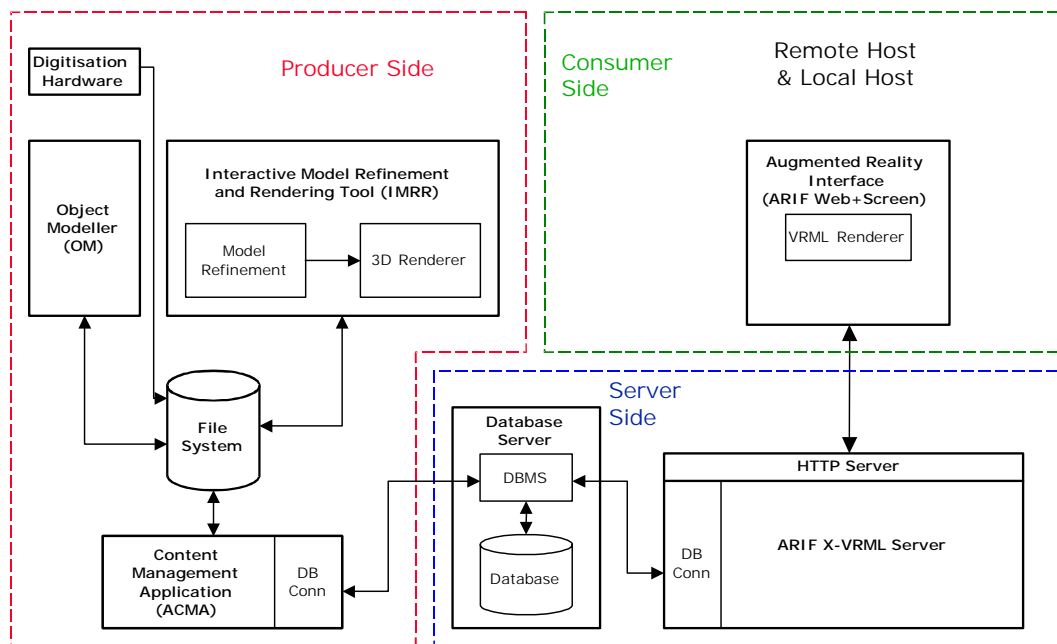 Digitisation
Hardware
Producer Side
Consumer
Side
Remote Host
& Local Host
Object
Modeller
(OM)
Interactive Model Refinement
and Rendering Tool (IMRR)
Model
Refinement
3D Renderer
Augmented Reality
Interface
(ARIF Web+Screen)
VRML Renderer
File
System
Server
Side
Database
Server
DBMS
Database
HTTP Server
DB
Conn
ARIF X-VRML Server
Content
Management
Application
(ACMA)
DB
Conn